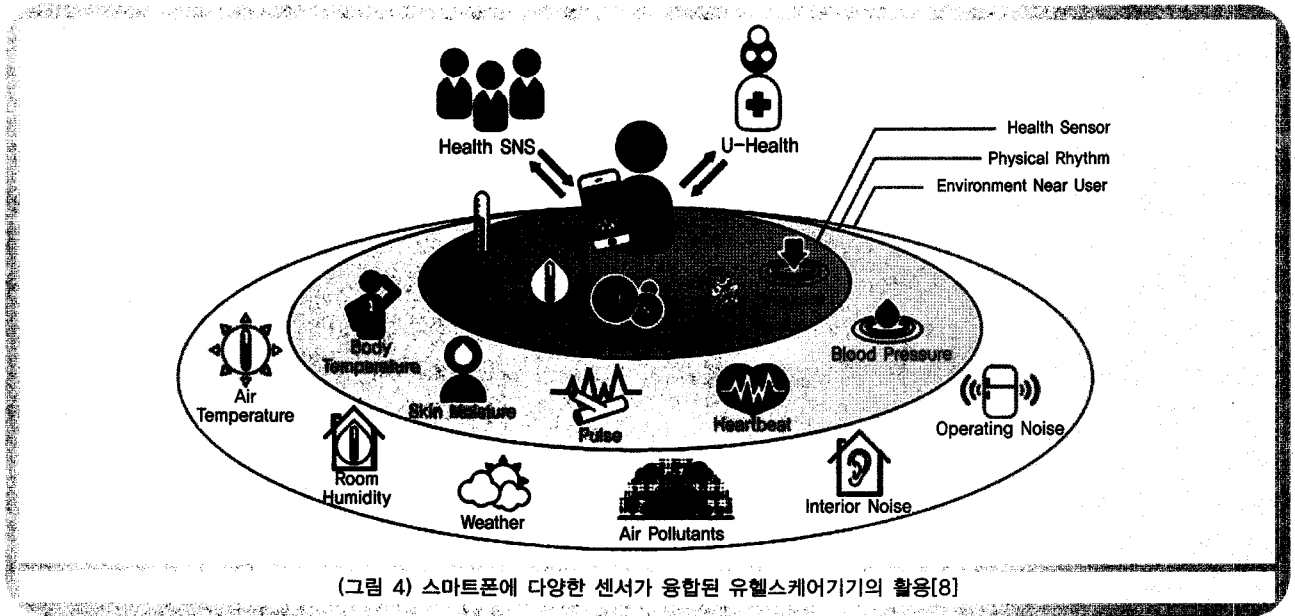 Health SNS
U-Health
Health Sensor
Physical Rhythm
Environment Near User
Body
Temparature
Blood Pressure
Air
Temperature
Skin Moisture
Pulse
Heartbeat
Operating Noise
Room
Humidity
Weather
Air Pollutants
Interior Noise
(그림 4) 스마트폰에 다양한 센서가 융합된 유헬스케어기기의 활용[8]